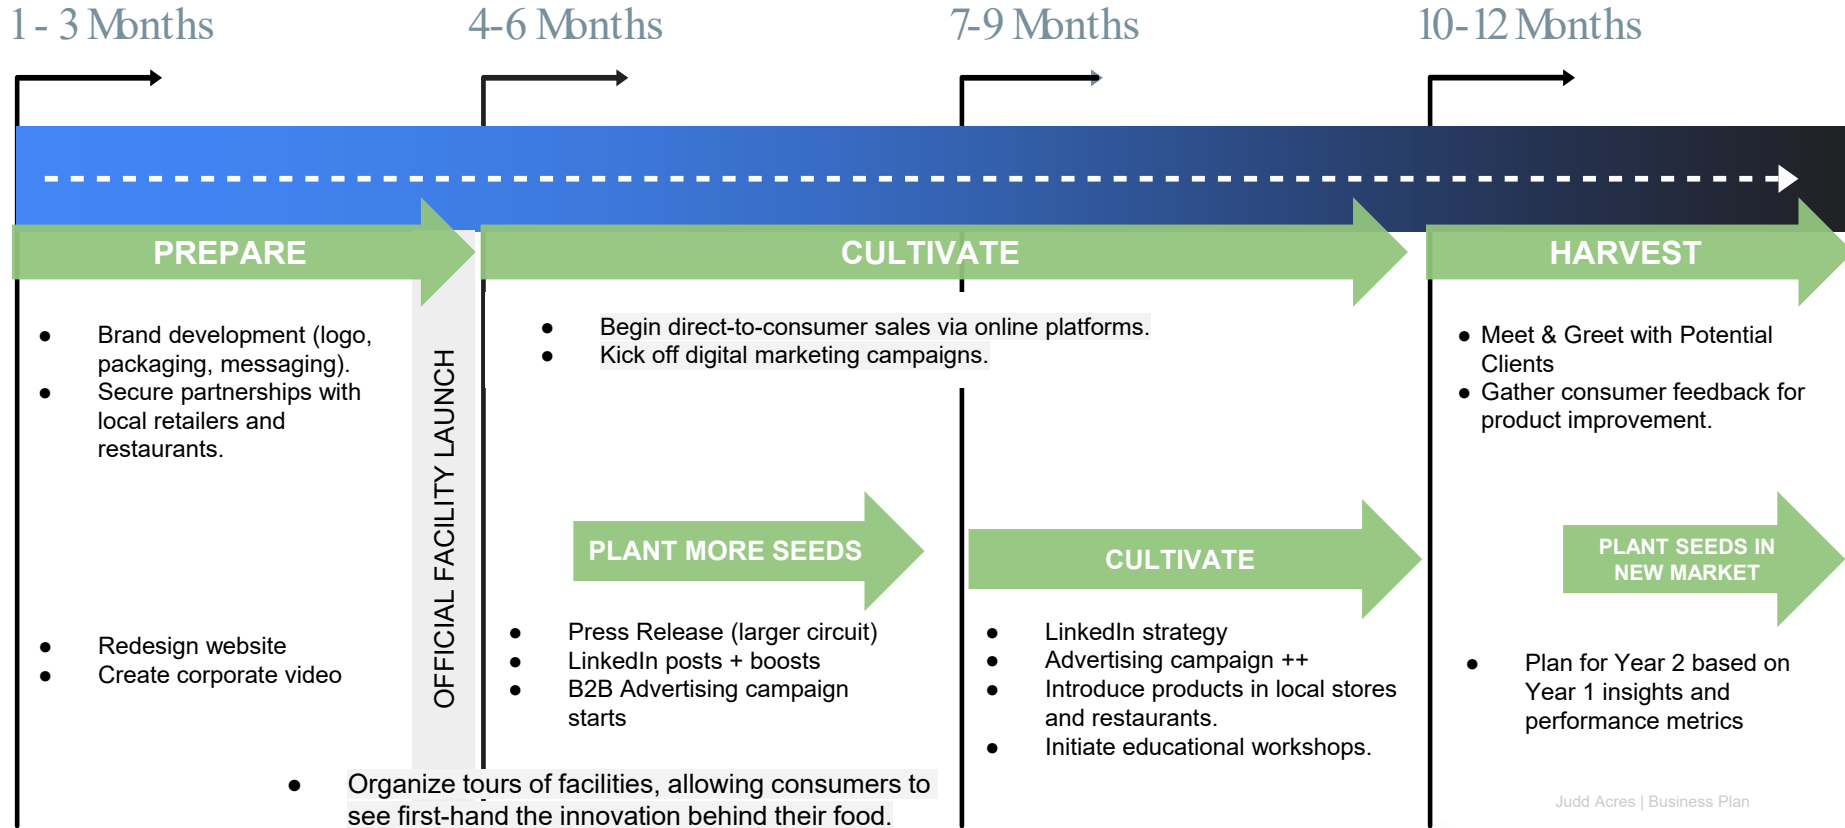 1 - 3 Months
4-6 Months
7-9 Months
10-12 Months
PREPARE
CULTIVATE
HARVEST
● Brand development (logo,
packaging, messaging).
● Secure partnerships with
local retailers and
restaurants.
● Redesign website
● Create corporate video
OFFICIAL FACILITY LAUNCH
● Begin direct-to-consumer sales via online platforms.
● Kick off digital marketing campaigns.
● Meet & Greet with Potential
Clients
● Gather consumer feedback for
product improvement.
PLANT MORE SEEDS
● Press Release (larger circuit)
● LinkedIn posts + boosts
● B2B Advertising campaign
starts
CULTIVATE
● LinkedIn strategy
● Advertising campaign ++
● Introduce products in local stores
and restaurants.
● Initiate educational workshops.
PLANT SEEDS IN
NEW MARKET
● Plan for Year 2 based on
Year 1 insights and
performance metrics
● Organize tours of facilities, allowing consumers to
see first-hand the innovation behind their food.
Judd Acres | Business Plan